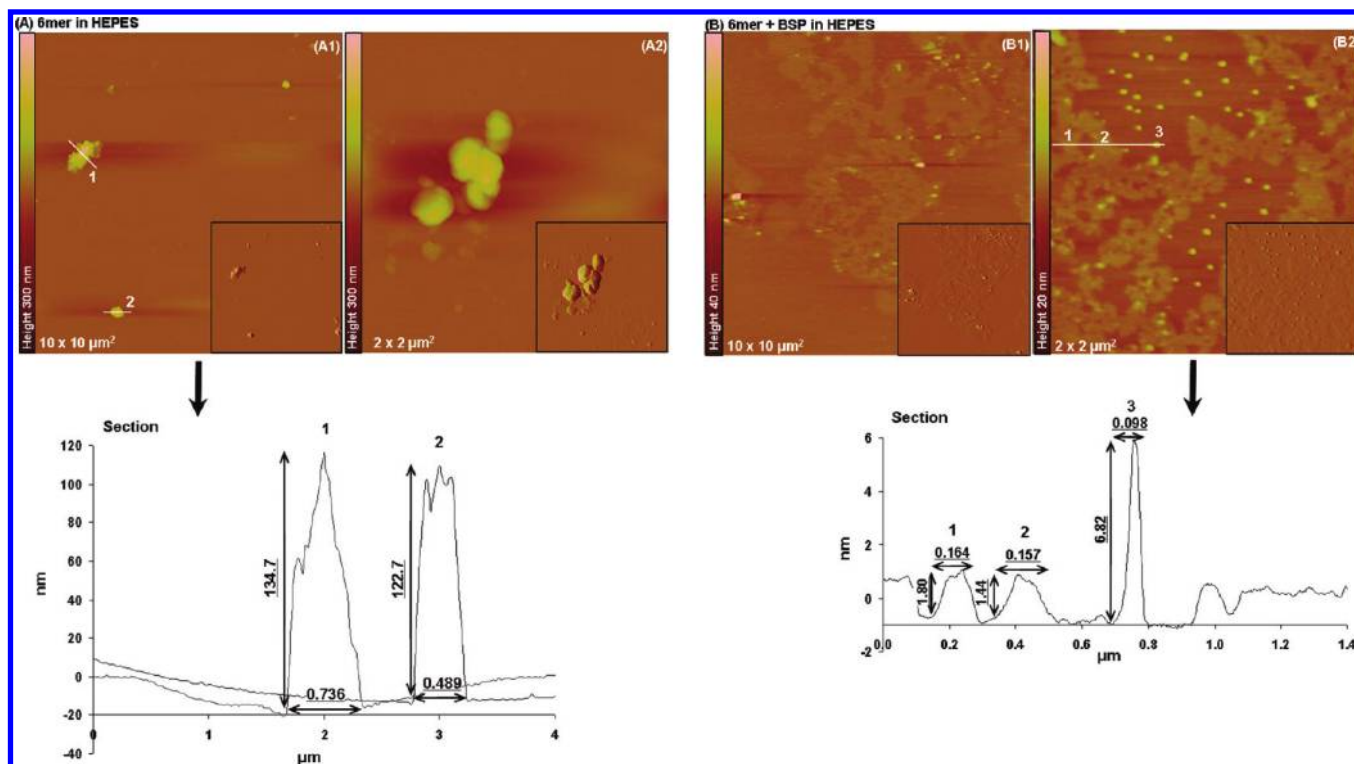 (A) 6mer in HEPES
(A1)
(A2)
1
2
Height 300 nm
10 x 10 µm²
Height 300 nm
2 x 2 µm²
(B) 6mer + BSP in HEPES
(B1)
(B2
1 2 3
Height 40 nm
10 x 10 µm²
Height 20 nm
2 x 2 µm²
Section
1
2
120
100
80
60
40
20
0
-20
-40
nm
134.7
122.7
0.736
0.489
0 1 2 3 4
µm
Section
3
0.098
6
4
2
0
-2
nm
1
0.164
2
0.157
1.80
1.44
6.82
0.0 0.2 0.4 0.6 0.8 1.0 1.2 1.4
µm